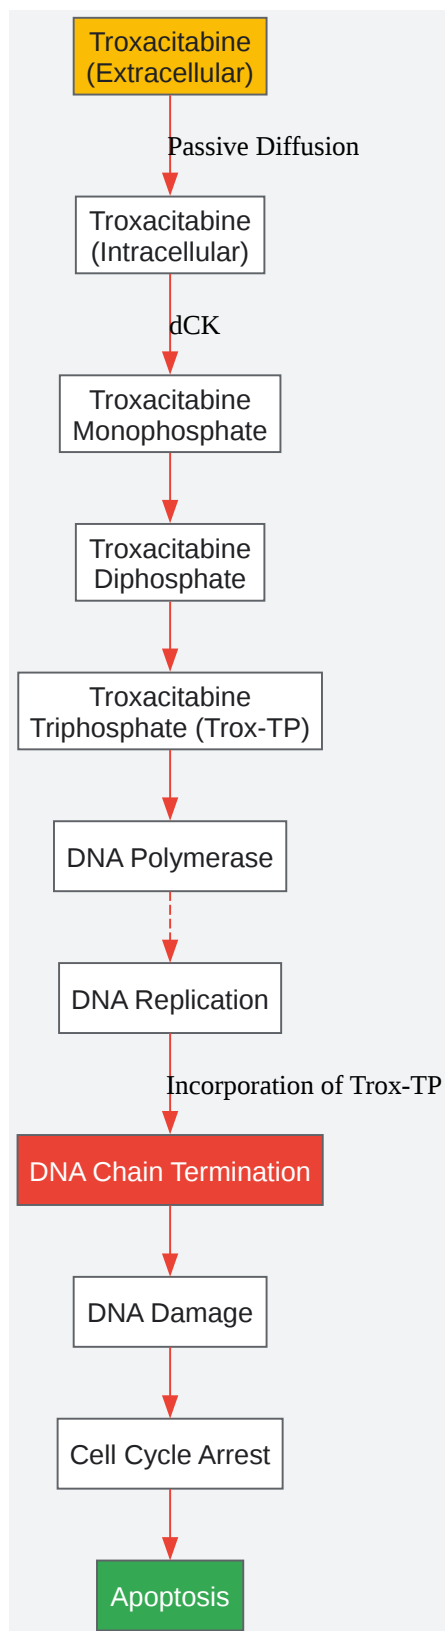 Troxacitabine
(Extracellular)
Passive Diffusion
Troxacitabine
(Intracellular)
dCK
Troxacitabine
Monophosphate
Troxacitabine
Diphosphate
Troxacitabine
Triphosphate (Trox-TP)
DNA Polymerase
DNA Replication
Incorporation of Trox-TP
DNA Chain Termination
DNA Damage
Cell Cycle Arrest
Apoptosis